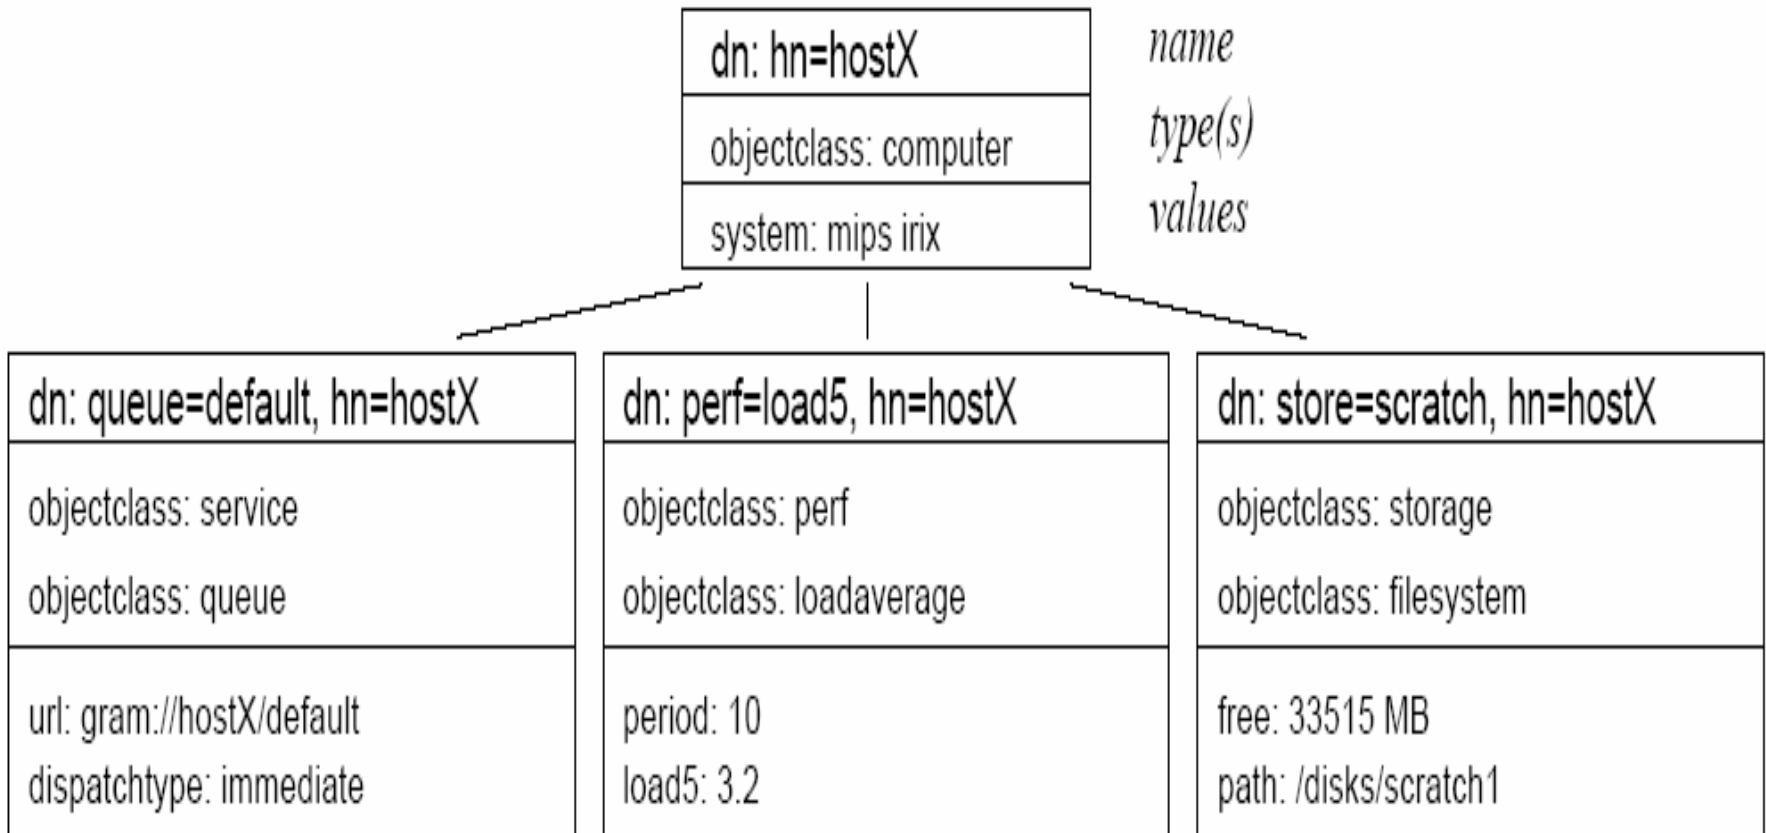 dn: hn=hostX
name
objectclass: computer
type(s)
system: mips irix
values
dn: queue=default, hn=hostX
objectclass: service
objectclass: queue
url: gram://hostX/default
dispatchtype: immediate
dn: perf=load5, hn=hostX
objectclass: perf
objectclass: loadaverage
period: 10
load5: 3.2
dn: store=scratch, hn=hostX
objectclass: storage
objectclass: filesystem
free: 33515 MB
path: /disks/scratch1